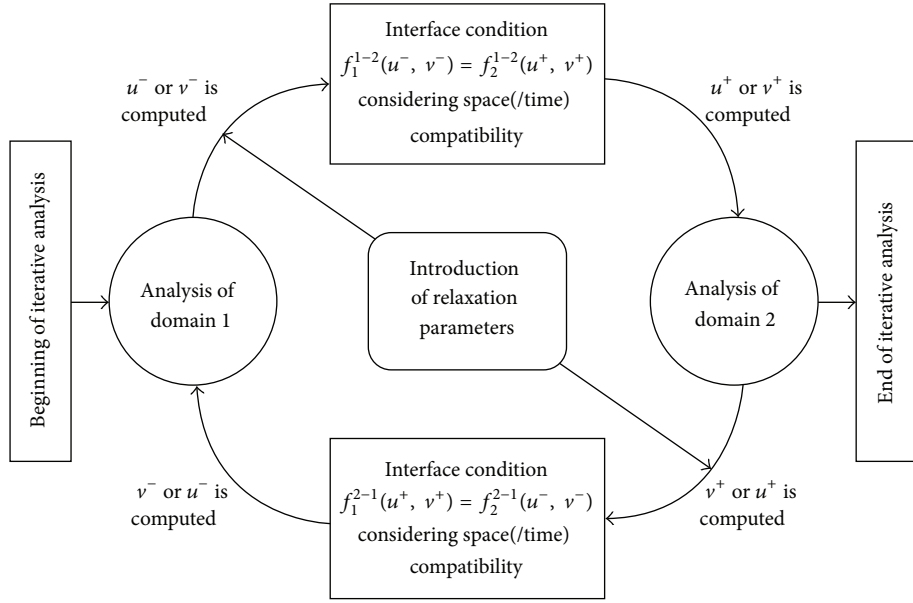 Beginning of iterative analysis
u⁻ or v⁻ is
computed
Interface condition
f₁¹⁻²(u⁻, v⁻) = f₂¹⁻²(u⁺, v⁺)
considering space(/time)
compatibility
u⁺ or v⁺ is
computed
Analysis of
domain 1
Introduction
of relaxation
parameters
Analysis of
domain 2
End of iterative analysis
v⁻ or u⁻ is
computed
Interface condition
f₁²⁻¹(u⁺, v⁺) = f₂²⁻¹(u⁻, v⁻)
considering space(/time)
compatibility
v⁺ or u⁺ is
computed